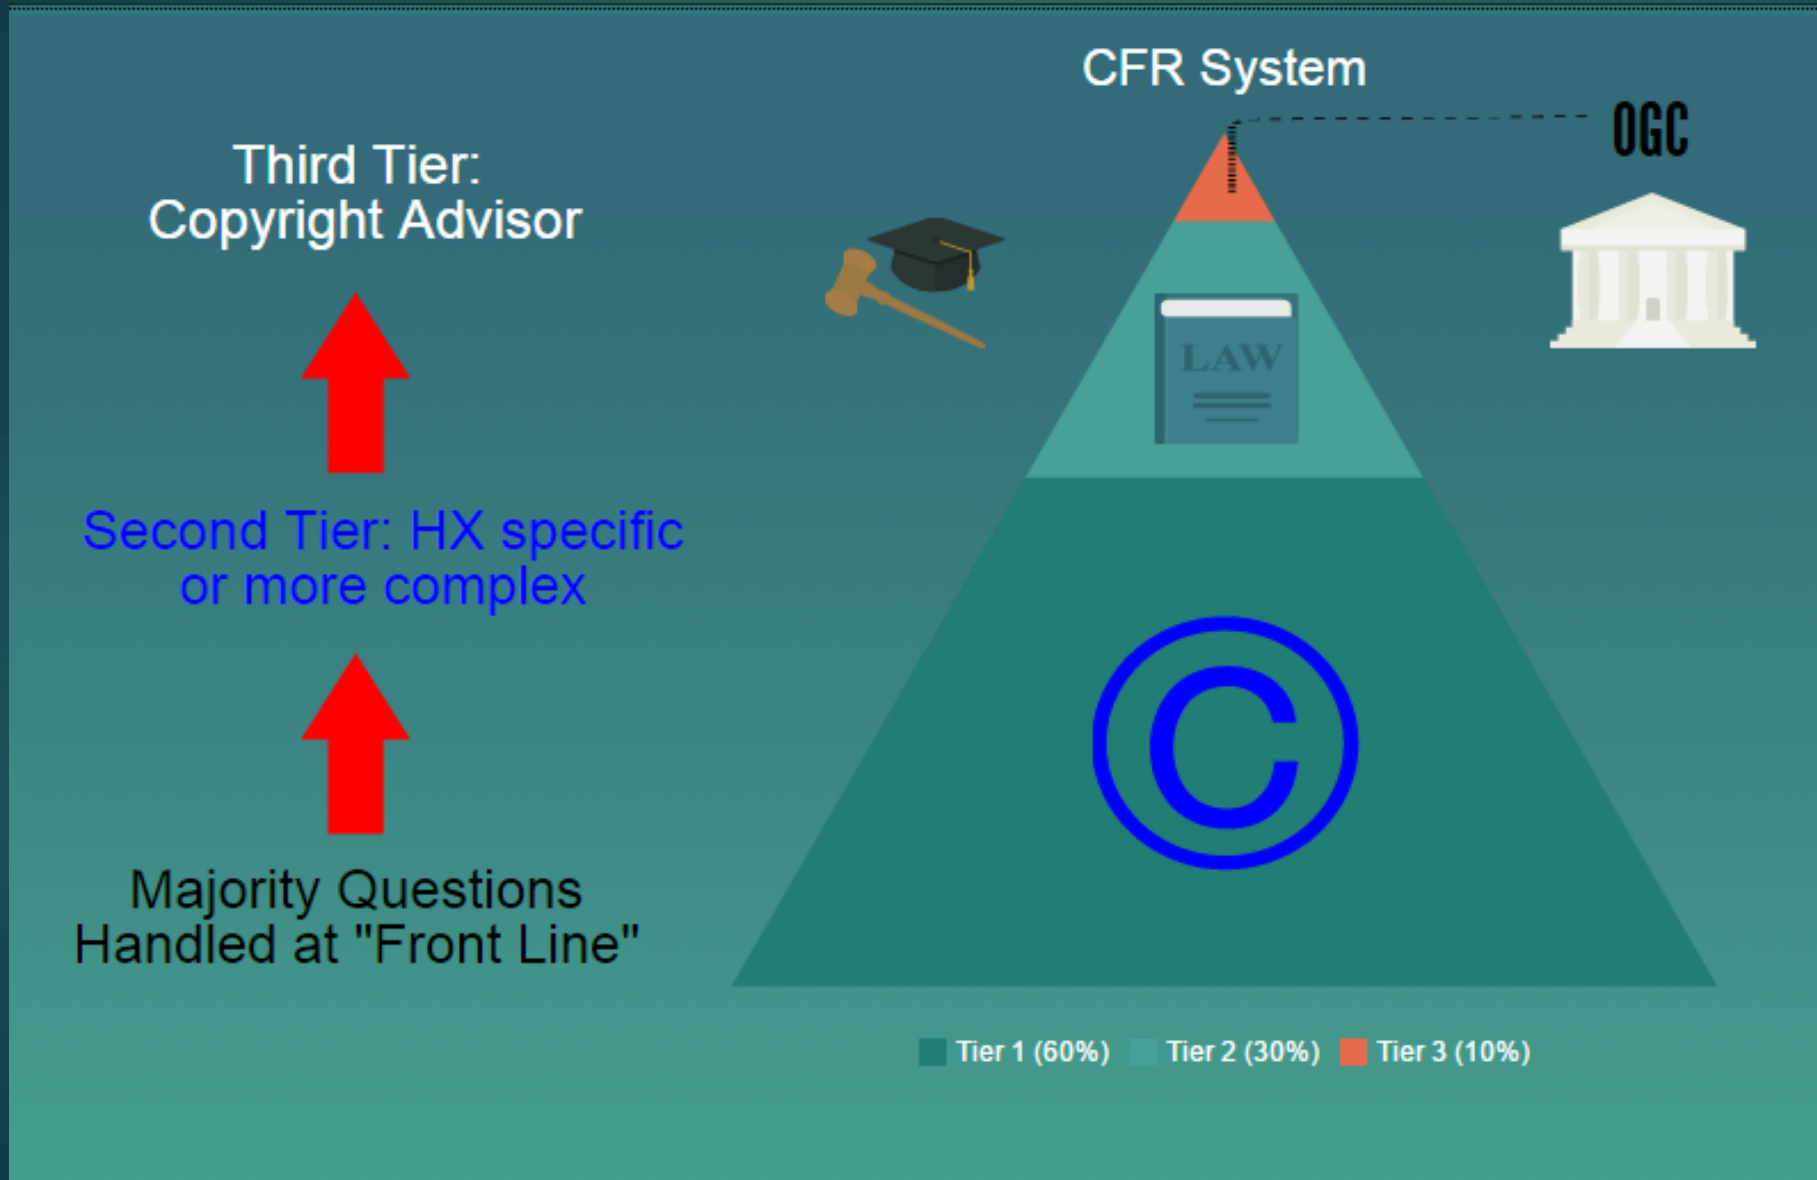 CFR System
OGC
Third Tier:
Copyright Advisor
LAW
Second Tier: HX specific
or more complex
©
Majority Questions
Handled at "Front Line"
Tier 1 (60%) Tier 2 (30%) Tier 3 (10%)